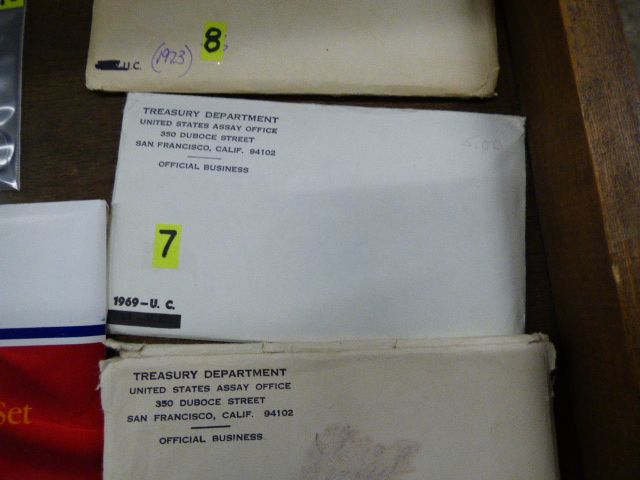 8
U.C. (1973)
TREASURY DEPARTMENT
UNITED STATES ASSAY OFFICE
350 DUBOCE STREET
SAN FRANCISCO, CALIF. 94102
OFFICIAL BUSINESS
7
1969-U. C.
Set
TREASURY DEPARTMENT
UNITED STATES ASSAY OFFICE
350 DUBOCE STREET
SAN FRANCISCO, CALIF. 94102
OFFICIAL BUSINESS